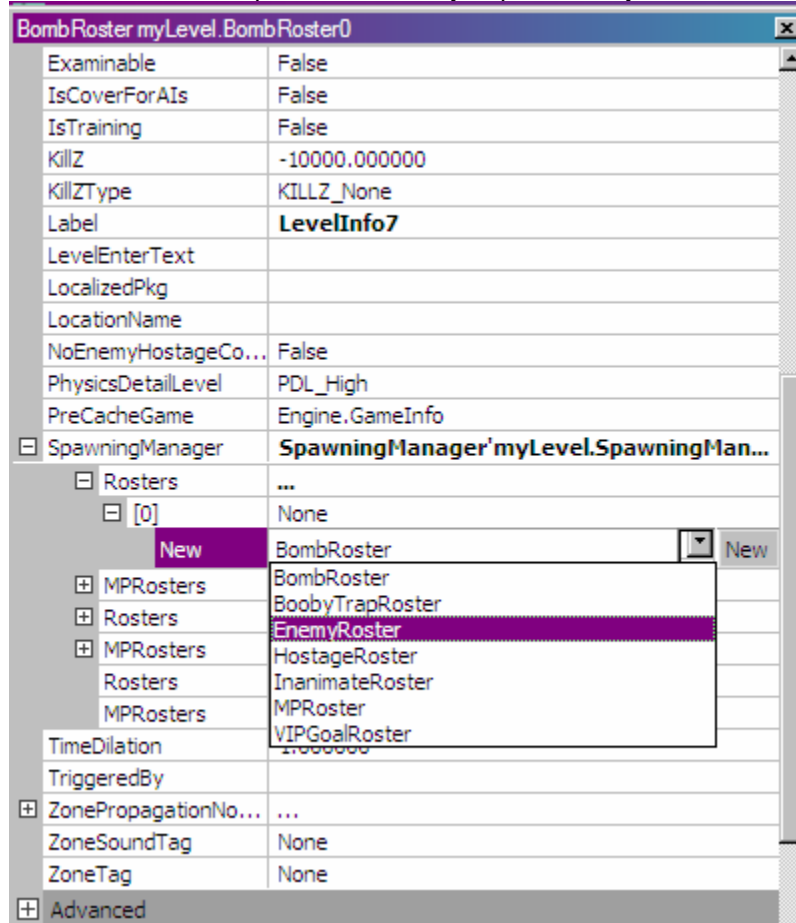 BombRoster myLevel.BombRoster0
Examinable False
IsCoverForAIs False
IsTraining False
KillZ -10000.000000
KillZType KILLZ_None
Label LevelInfo7
LevelEnterText
LocalizedPkg
LocationName
NoEnemyHostageCo... False
PhysicsDetailLevel PDL_High
PreCacheGame Engine.GameInfo
SpawningManager SpawningManager'myLevel.SpawningMan...
Rosters ...
[0] None
New BombRoster New
BombRoster
MPRosters BoobyTrapRoster
Rosters EnemyRoster
MPRosters HostageRoster
Rosters InanimateRoster
MPRosters MPRoster
VIPGoalRoster
TimeDilation
TriggeredBy
ZonePropagationNo... ...
ZoneSoundTag None
ZoneTag None
Advanced